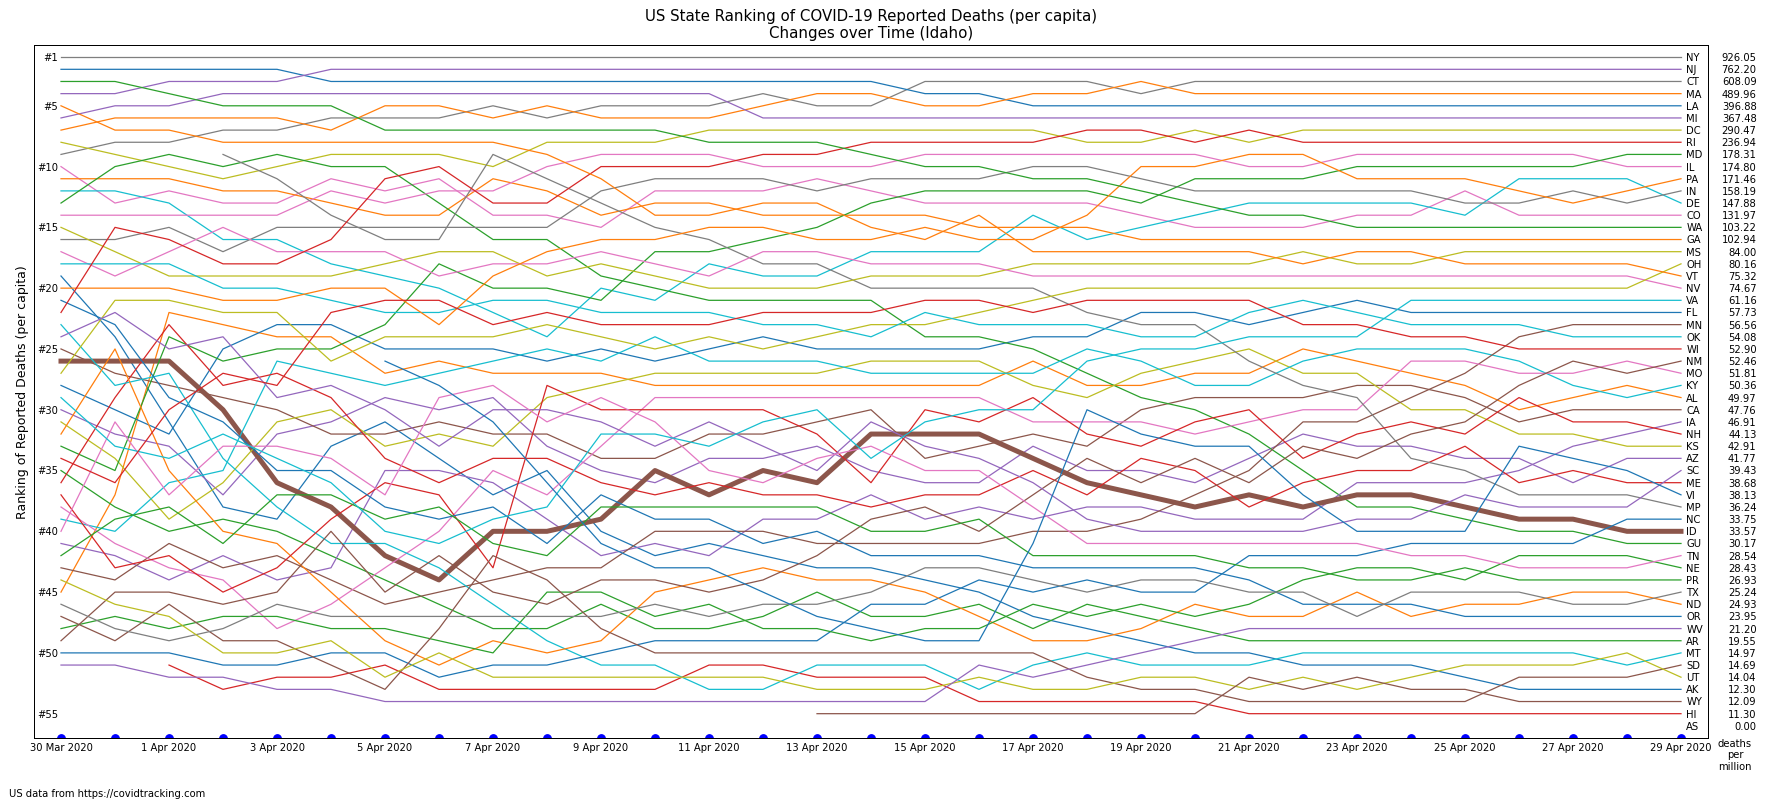 US State Ranking of COVID-19 Reported Deaths (per capita)
Changes over Time (Idaho)
Ranking of Reported Deaths (per capita)
#1
#5
#10
#15
#20
#25
#30
#35
#40
#45
#50
#55
NY 926.05
NJ 762.20
CT 608.09
MA 489.96
LA 396.88
MI 367.48
DC 290.47
RI 236.94
MD 178.31
IL 174.80
PA 171.46
IN 158.19
DE 147.88
CO 131.97
WA 103.22
GA 102.94
MS 84.00
OH 80.16
VT 75.32
NV 74.67
VA 61.16
FL 57.73
MN 56.56
OK 54.08
WI 52.90
NM 52.46
MO 51.81
KY 50.36
AL 49.97
CA 47.76
IA 46.91
NH 44.13
KS 42.91
AZ 41.77
SC 39.43
ME 38.68
VI 38.13
MP 36.24
NC 33.75
ID 33.57
GU 30.17
TN 28.54
NE 28.43
PR 26.93
TX 25.24
ND 24.93
OR 23.95
WV 21.20
AR 19.55
MT 14.97
SD 14.69
UT 14.04
AK 12.30
WY 12.09
HI 11.30
AS 0.00
30 Mar 2020 1 Apr 2020 3 Apr 2020 5 Apr 2020 7 Apr 2020 9 Apr 2020 11 Apr 2020 13 Apr 2020 15 Apr 2020 17 Apr 2020 19 Apr 2020 21 Apr 2020 23 Apr 2020 25 Apr 2020 27 Apr 2020 29 Apr 2020
deaths
per
million
US data from https://covidtracking.com